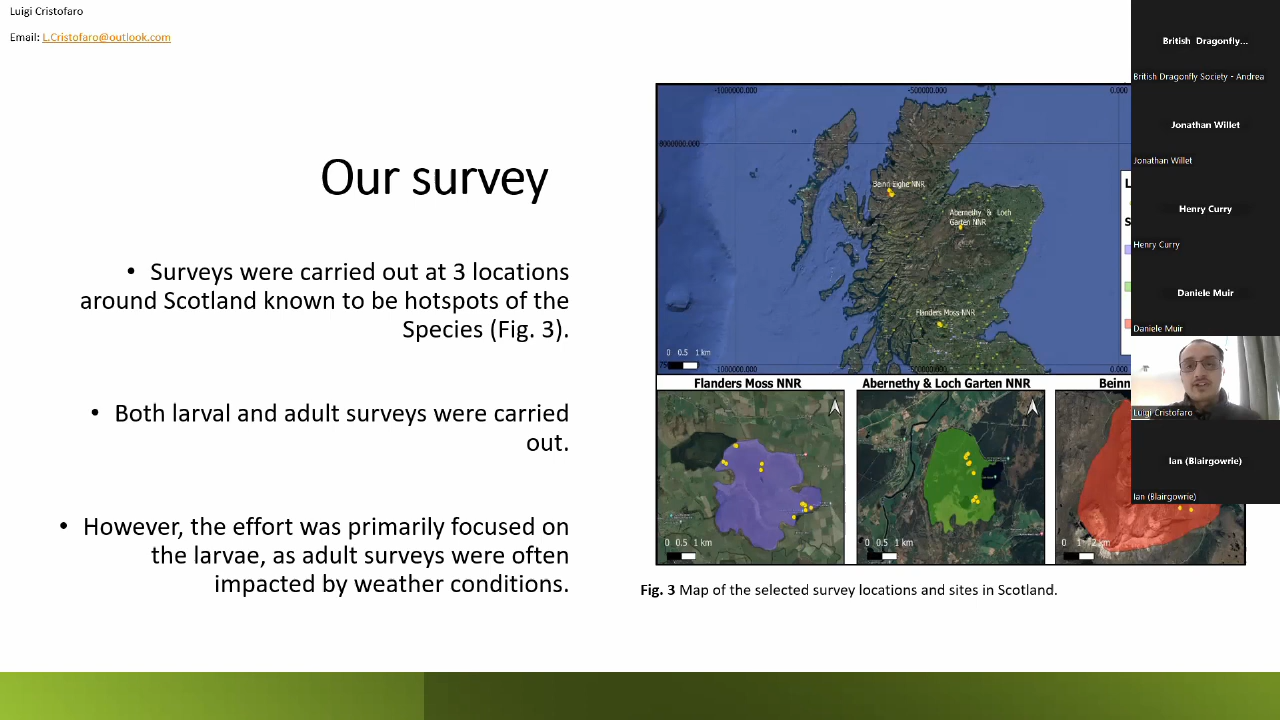 Luigi Cristofaro
Email: L.Cristofaro@outlook.com
Our survey
• Surveys were carried out at 3 locations
around Scotland known to be hotspots of the
Species (Fig. 3).
• Both larval and adult surveys were carried
out.
• However, the effort was primarily focused on
the larvae, as adult surveys were often
impacted by weather conditions.
-1000000.000 -500000.000 0.000
Beinn Eighe NNR
Abernethy & Loch
Garten NNR
Flanders Moss NNR
0 0.5 1 km
-1000000.000 0.000
Flanders Moss NNR
Abernethy & Loch Garten NNR
Beinn
0 0.5 1 km
0 0.5 1 km
0 1 2 km
Fig. 3 Map of the selected survey locations and sites in Scotland.
British Dragonfly...
British Dragonfly Society - Andrea
Jonathan Willet
Jonathan Willet
Henry Curry
Henry Curry
Daniele Muir
Daniele Muir
Luigi Cristofaro
Ian (Blairgowrie)
Ian (Blairgowrie)